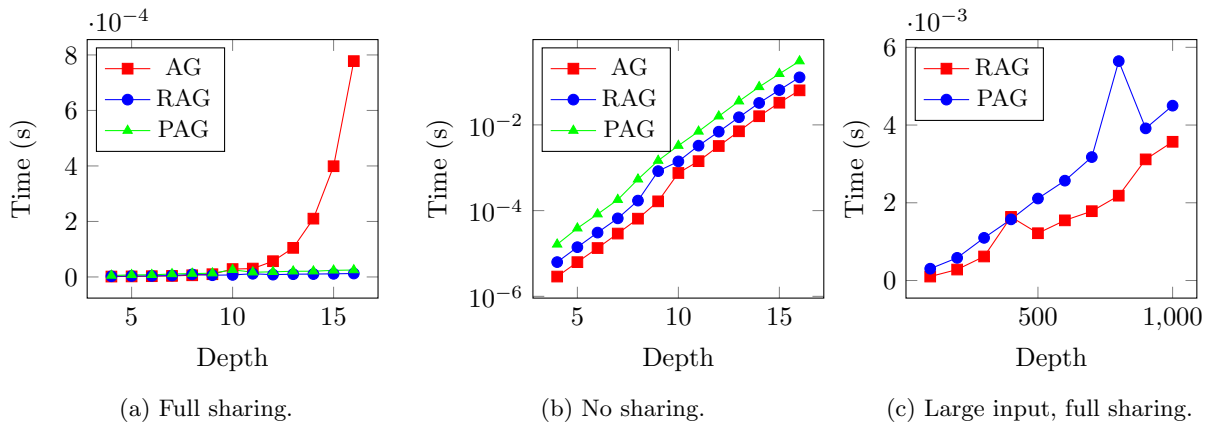 ·10⁻⁴
8
6
4
2
0
Time (s)
AG
RAG
PAG
5
10
15
Depth
(a) Full sharing.
10⁻²
10⁻⁴
10⁻⁶
Time (s)
AG
RAG
PAG
5
10
15
Depth
(b) No sharing.
·10⁻³
6
4
2
0
Time (s)
RAG
PAG
500
1,000
Depth
(c) Large input, full sharing.